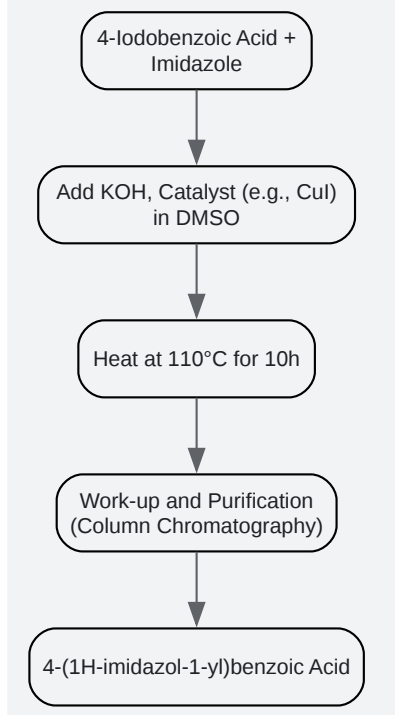 4-Iodobenzoic Acid +
Imidazole
Add KOH, Catalyst (e.g., CuI)
in DMSO
Heat at 110°C for 10h
Work-up and Purification
(Column Chromatography)
4-(1H-imidazol-1-yl)benzoic Acid